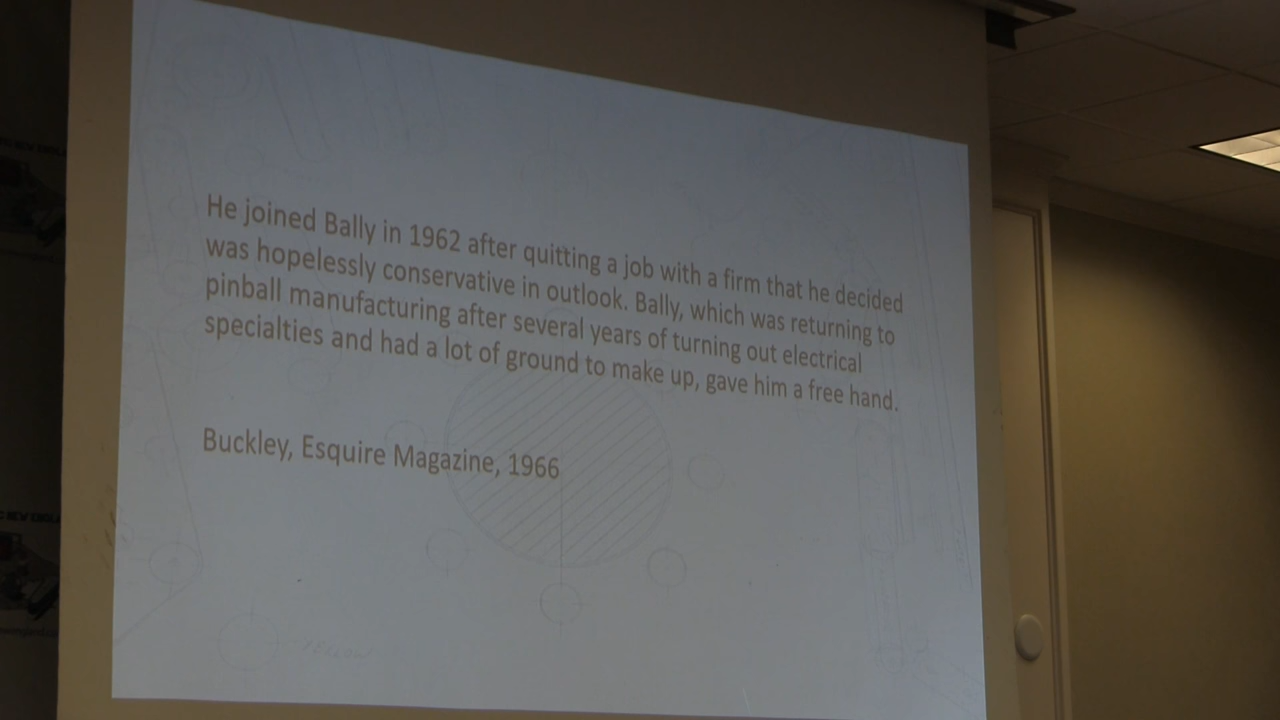 He joined Bally in 1962 after quitting a job with a firm that he decided
was hopelessly conservative in outlook. Bally, which was returning to
pinball manufacturing after several years of turning out electrical
specialties and had a lot of ground to make up, gave him a free hand.
Buckley, Esquire Magazine, 1966